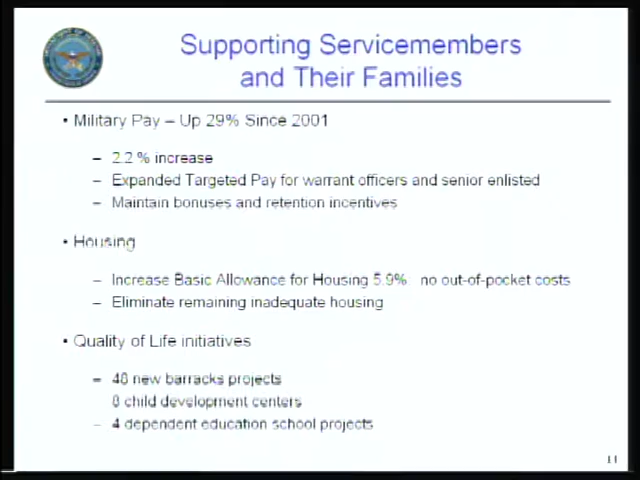 Supporting Servicemembers
and Their Families
• Military Pay – Up 29% Since 2001
– 2.2 % increase
– Expanded Targeted Pay for warrant officers and senior enlisted
– Maintain bonuses and retention incentives
• Housing
– Increase Basic Allowance for Housing 5.9% no out-of-pocket costs
– Eliminate remaining inadequate housing
• Quality of Life initiatives
– new barracks projects
8 child development centers
– 4 dependent education school projects
11